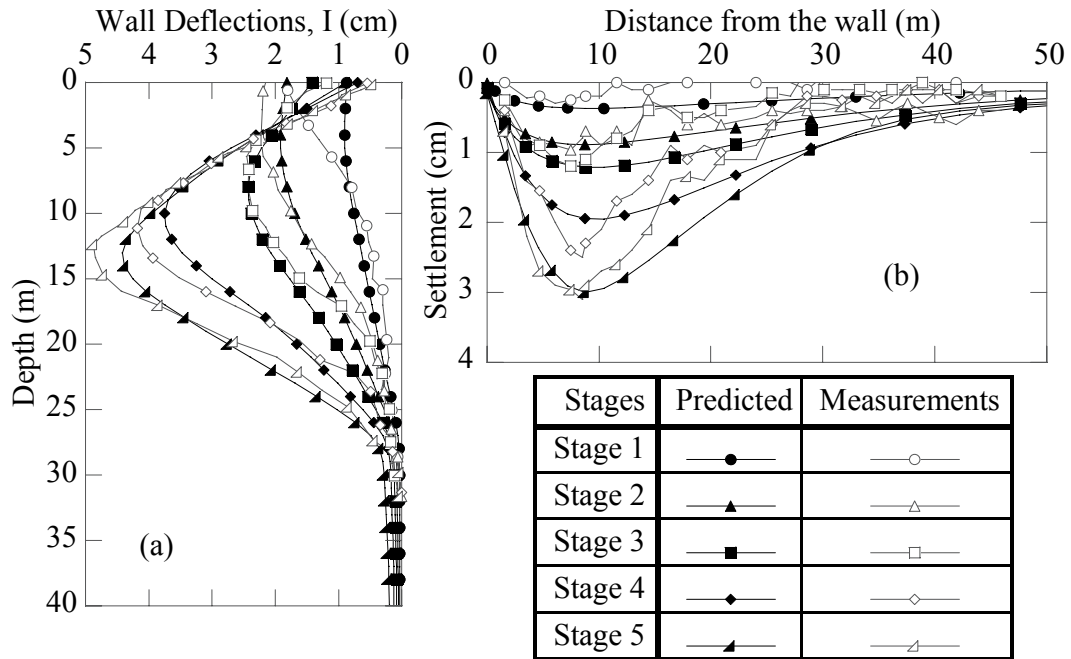 Wall Deflections, I (cm)
5 4 3 2 1 0
0
5
10
15
20
25
30
35
40
Depth (m)
(a)
Distance from the wall (m)
0 10 20 30 40 50
0
1
2
3
4
Settlement (cm)
(b)
Stages Predicted Measurements
Stage 1
Stage 2
Stage 3
Stage 4
Stage 5